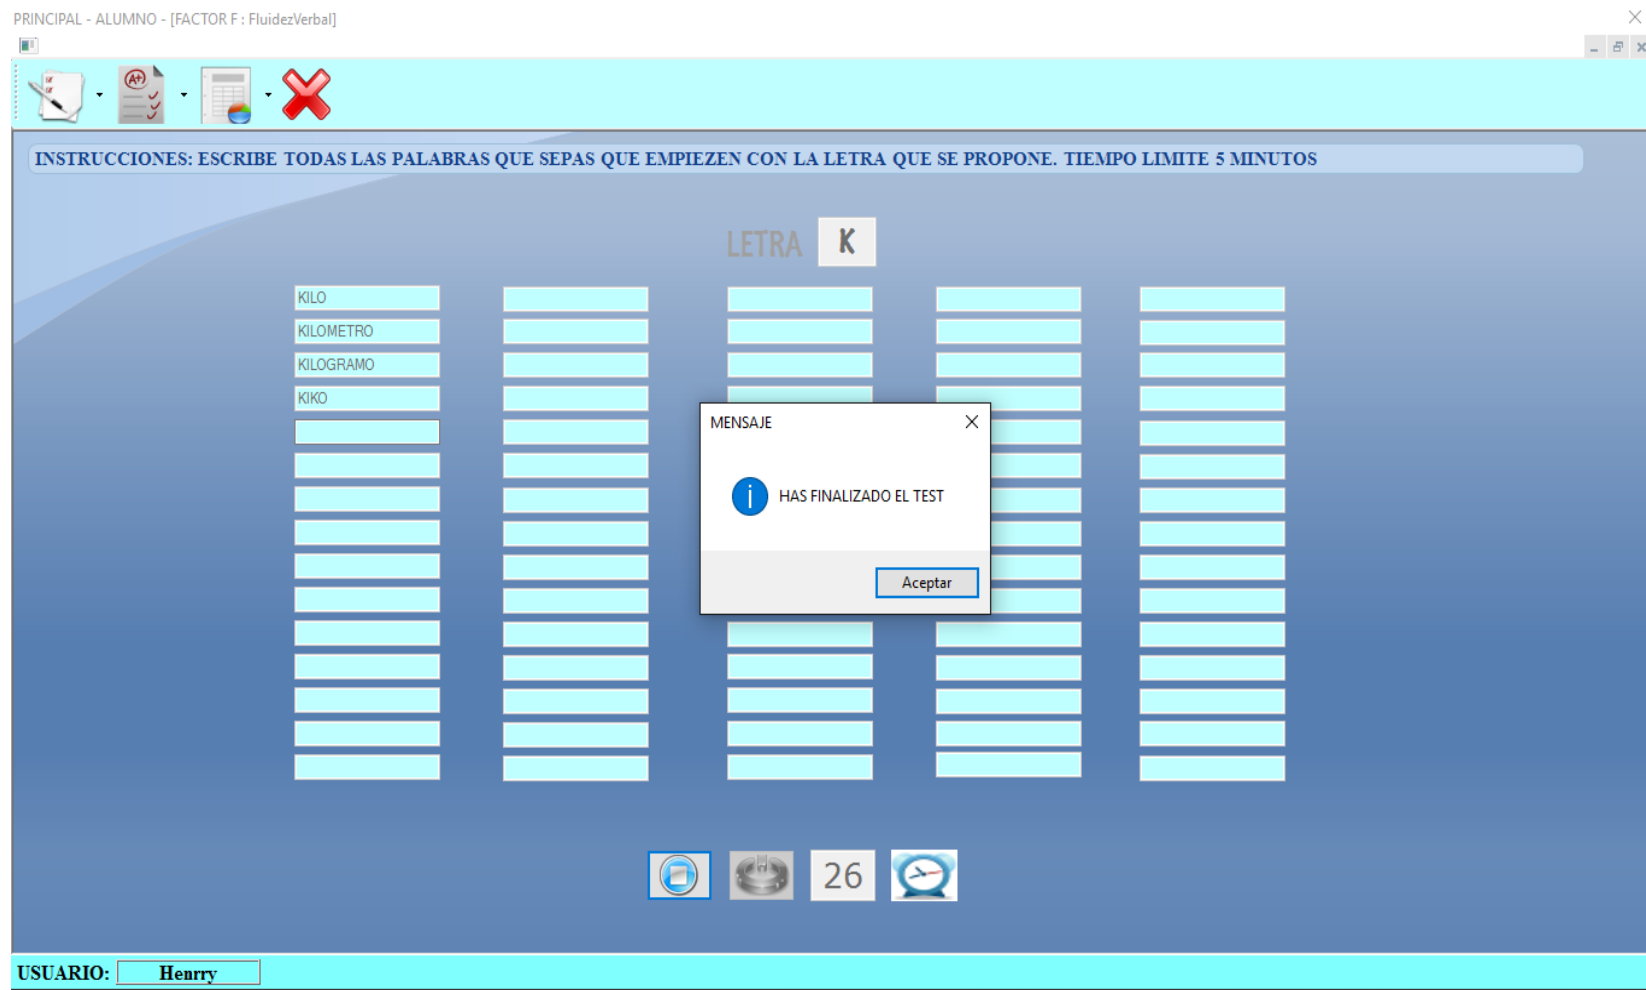 PRINCIPAL - ALUMNO - [FACTOR F : FluidezVerbal]
A+
INSTRUCCIONES: ESCRIBE TODAS LAS PALABRAS QUE SEPAS QUE EMPIEZEN CON LA LETRA QUE SE PROPONE. TIEMPO LIMITE 5 MINUTOS
LETRA K
KILO
KILOMETRO
KILOGRAMO
KIKO
MENSAJE
HAS FINALIZADO EL TEST
Aceptar
26
USUARIO: Henrry